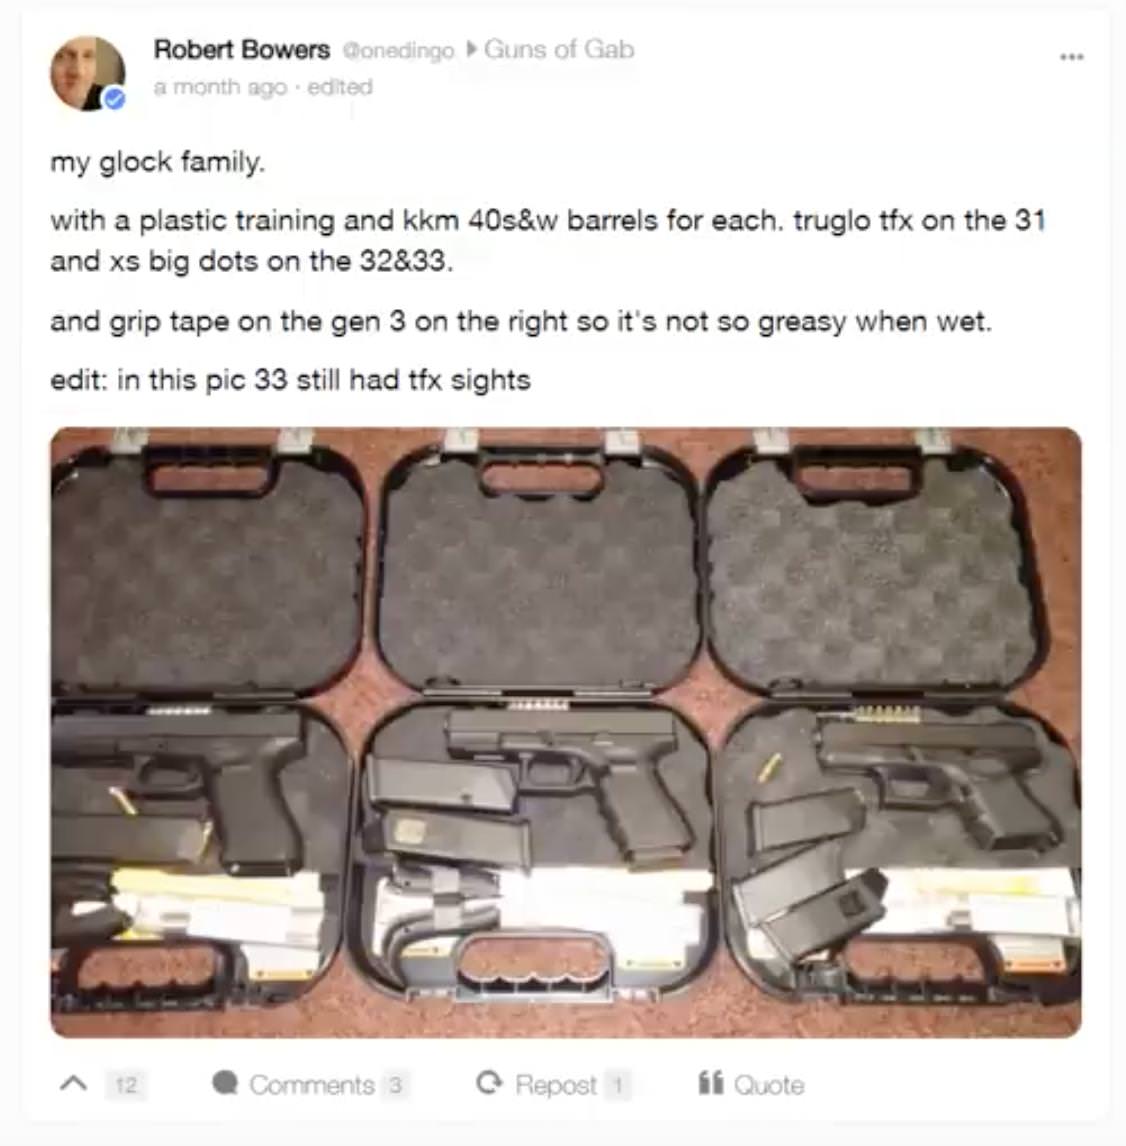 Robert Bowers @onedingo Guns of Gab
a month ago · edited
my glock family.
with a plastic training and kkm 40s&w barrels for each. truglo tfx on the 31
and xs big dots on the 32&33.
and grip tape on the gen 3 on the right so it's not so greasy when wet.
edit: in this pic 33 still had tfx sights
12 Comments 3 Repost 1 Quote